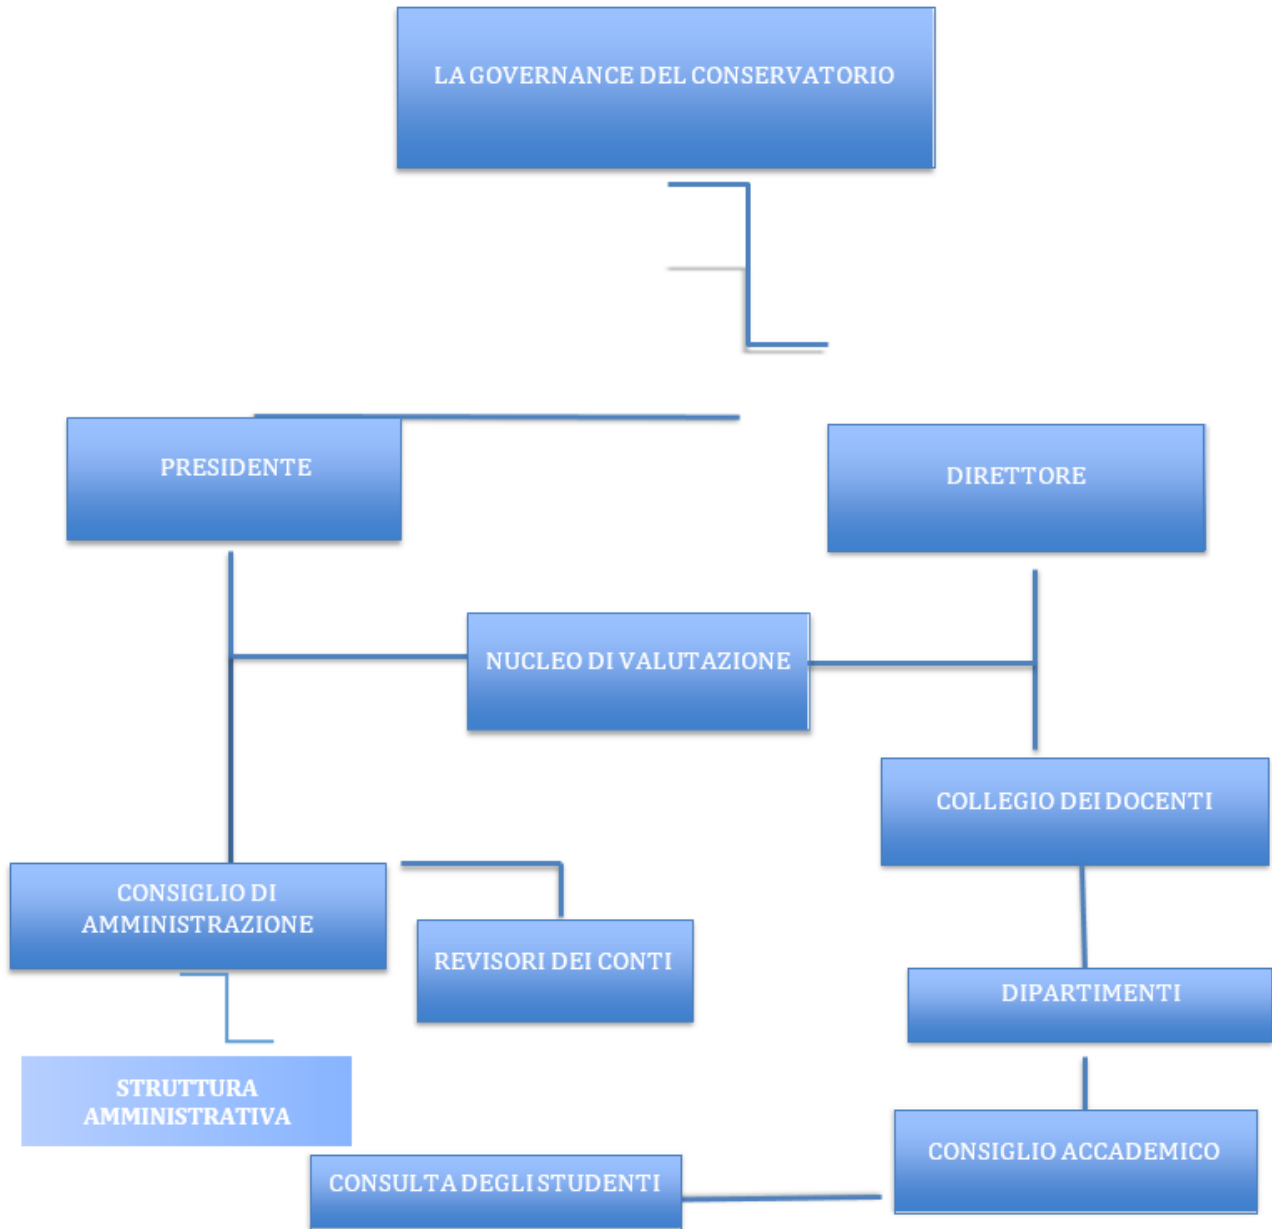 LA GOVERNANCE DEL CONSERVATORIO
PRESIDENTE
DIRETTORE
NUCLEO DI VALUTAZIONE
COLLEGIO DEI DOCENTI
CONSIGLIO DI
AMMINISTRAZIONE
REVISORI DEI CONTI
DIPARTIMENTI
STRUTTURA
AMMINISTRATIVA
CONSIGLIO ACCADEMICO
CONSULTA DEGLI STUDENTI